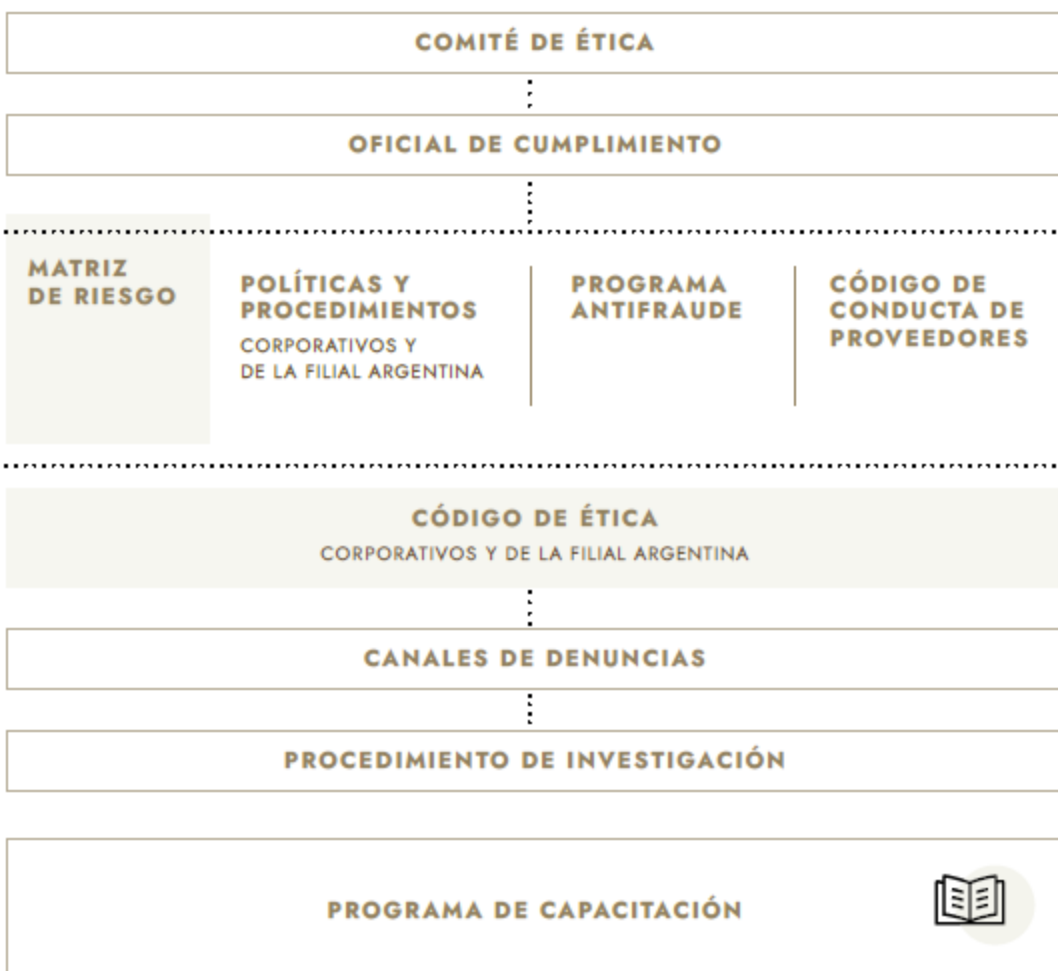 COMITÉ DE ÉTICA
OFICIAL DE CUMPLIMIENTO
MATRIZ
DE RIESGO
POLÍTICAS Y
PROCEDIMIENTOS
CORPORATIVOS Y
DE LA FILIAL ARGENTINA
PROGRAMA
ANTIFRAUDE
CÓDIGO DE
CONDUCTA DE
PROVEEDORES
CÓDIGO DE ÉTICA
CORPORATIVOS Y DE LA FILIAL ARGENTINA
CANALES DE DENUNCIAS
PROCEDIMIENTO DE INVESTIGACIÓN
PROGRAMA DE CAPACITACIÓN